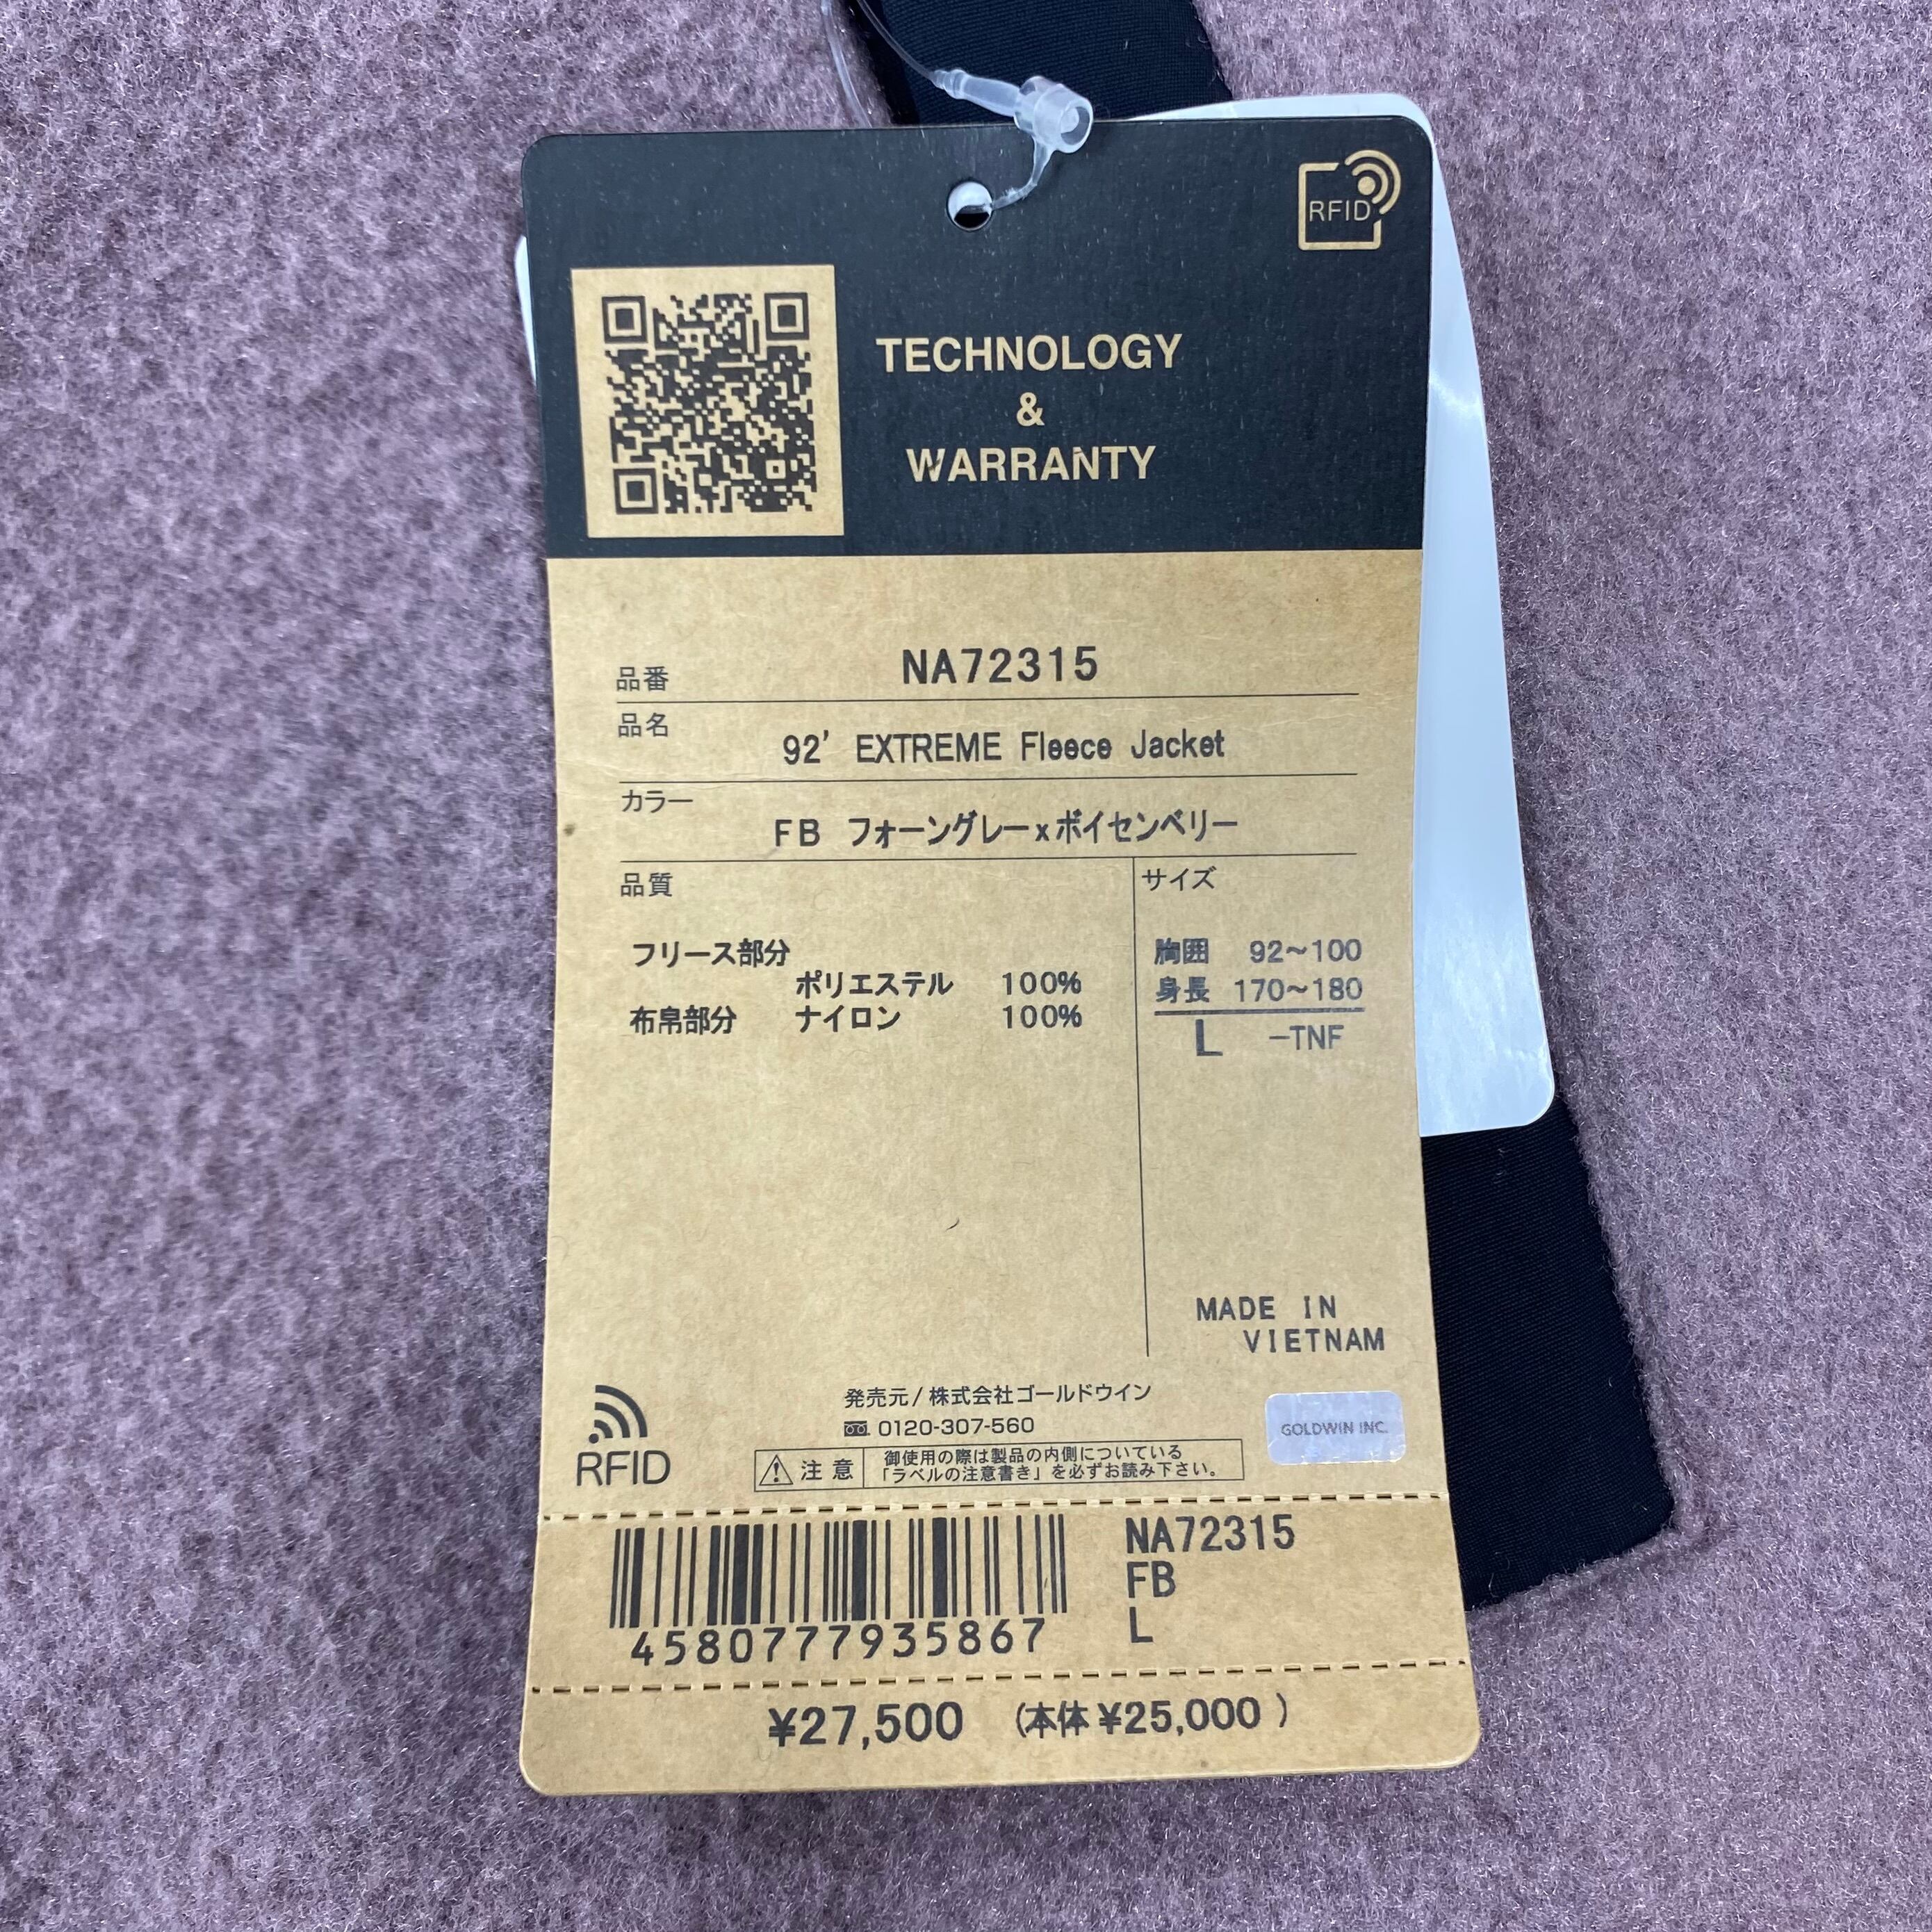 RFID
TECHNOLOGY
&
WARRANTY
品番 NA72315
品名
92' EXTREME Fleece Jacket
カラー
FB フォーングレーxボイセンベリー
品質
フリース部分
ポリエステル 100%
布帛部分 ナイロン 100%
サイズ
胸囲 92~100
身長 170~180
L -TNF
MADE IN
VIETNAM
発売元/株式会社ゴールドウイン
0120-307-560
RFID
注意
御使用の際は製品の内側についている
「ラベルの注意書き」を必ずお読み下さい。
GOLDWIN INC.
4580777935867
NA72315
FB
L
¥27,500 (本体 ¥25,000 )